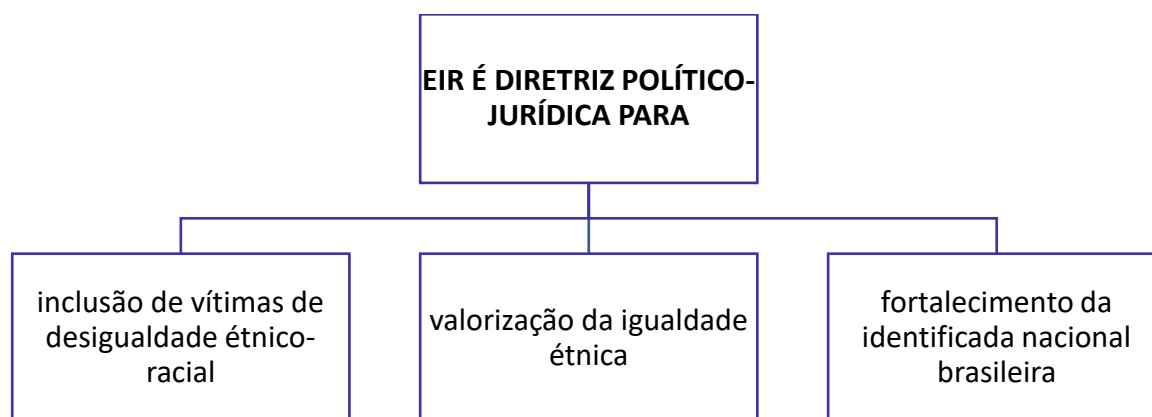 EIR É DIRETRIZ POLÍTICO-
JURÍDICA PARA
inclusão de vítimas de
desigualdade étnico-
racial
valorização da igualdade
étnica
fortalecimento da
identificada nacional
brasileira